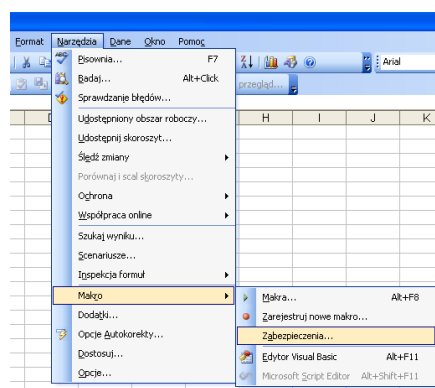 Format Narzędzia Dane Okno Pomoc
Pisownia... F7
Badaj... Alt+Click
Arial
Sprawdzanie błędów...
przegląd...
Udostępniony obszar roboczy...
H I J K
Udostępnij skoroszyt...
Śledź zmiany
Porównaj i scal skoroszyty...
Ochrona
Współpraca online
Szukaj wyniku...
Scenariusze...
Inspekcja formuł
Makro
Makra... Alt+F8
Dodatki...
Zarejestruj nowe makro...
Opcje Autokorekty...
Zabezpieczenia...
Dostosuj...
Edytor Visual Basic Alt+F11
Opcje...
Microsoft Script Editor Alt+Shift+F11